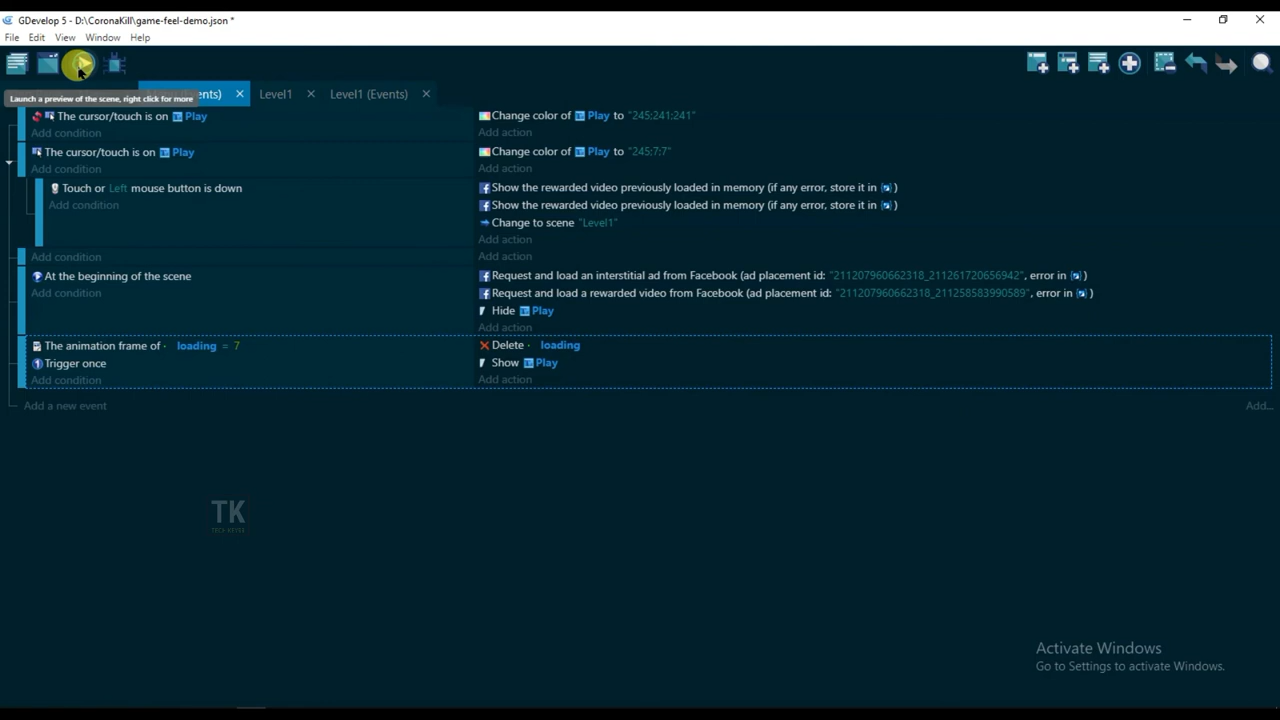 GDevelop 5 - D:\CoronaKill\game-feel-demo.json *
File Edit View Window Help
Launch a preview of the scene, right click for more
Level1
Level1 (Events)
The cursor/touch is on Play
Add condition
Change color of Play to "245;241;241"
Add action
The cursor/touch is on Play
Add condition
Change color of Play to "245;7;7"
Add action
Touch or Left mouse button is down
Add condition
Show the rewarded video previously loaded in memory (if any error, store it in )
Show the rewarded video previously loaded in memory (if any error, store it in )
Change to scene "Level1"
Add action
Add condition
Add action
At the beginning of the scene
Add condition
Request and load an interstitial ad from Facebook (ad placement id: "211207960662318_211261720656942", error in )
Request and load a rewarded video from Facebook (ad placement id: "211207960662318_211258583990589", error in )
Hide Play
Add action
The animation frame of loading = 7
Trigger once
Add condition
Delete loading
Show Play
Add action
Add a new event
Add...
TK
Activate Windows
Go to Settings to activate Windows.